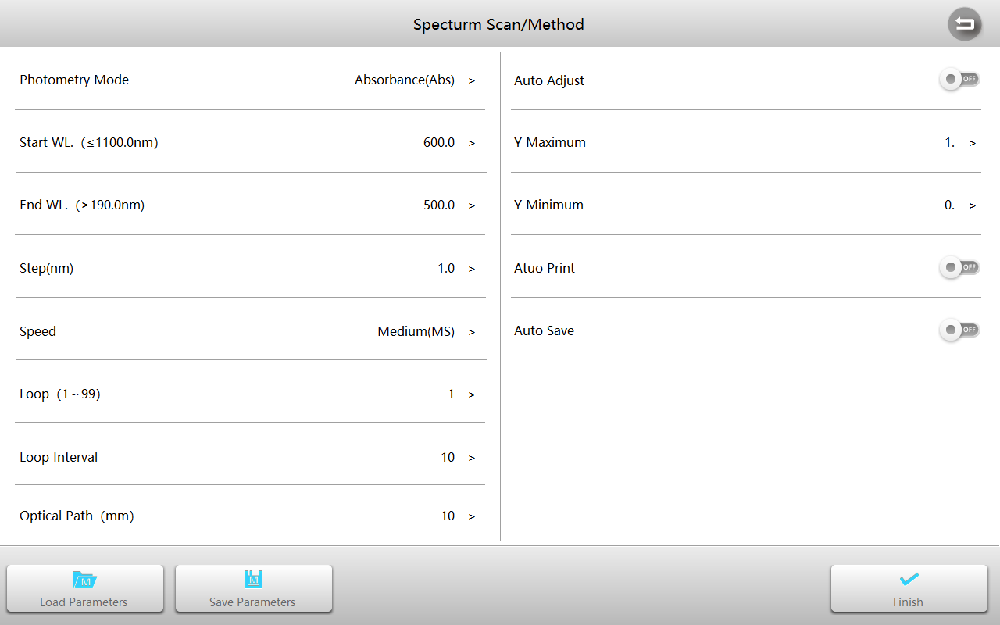 Specturm Scan/Method
Photometry Mode Absorbance(Abs) >
Start WL. (≤1100.0nm) 600.0 >
End WL. (≥190.0nm) 500.0 >
Step(nm) 1.0 >
Speed Medium(MS) >
Loop (1~99) 1 >
Loop Interval 10 >
Optical Path (mm) 10 >
Auto Adjust OFF
Y Maximum 1. >
Y Minimum 0. >
Atuo Print OFF
Auto Save OFF
M
Load Parameters
M
Save Parameters
Finish